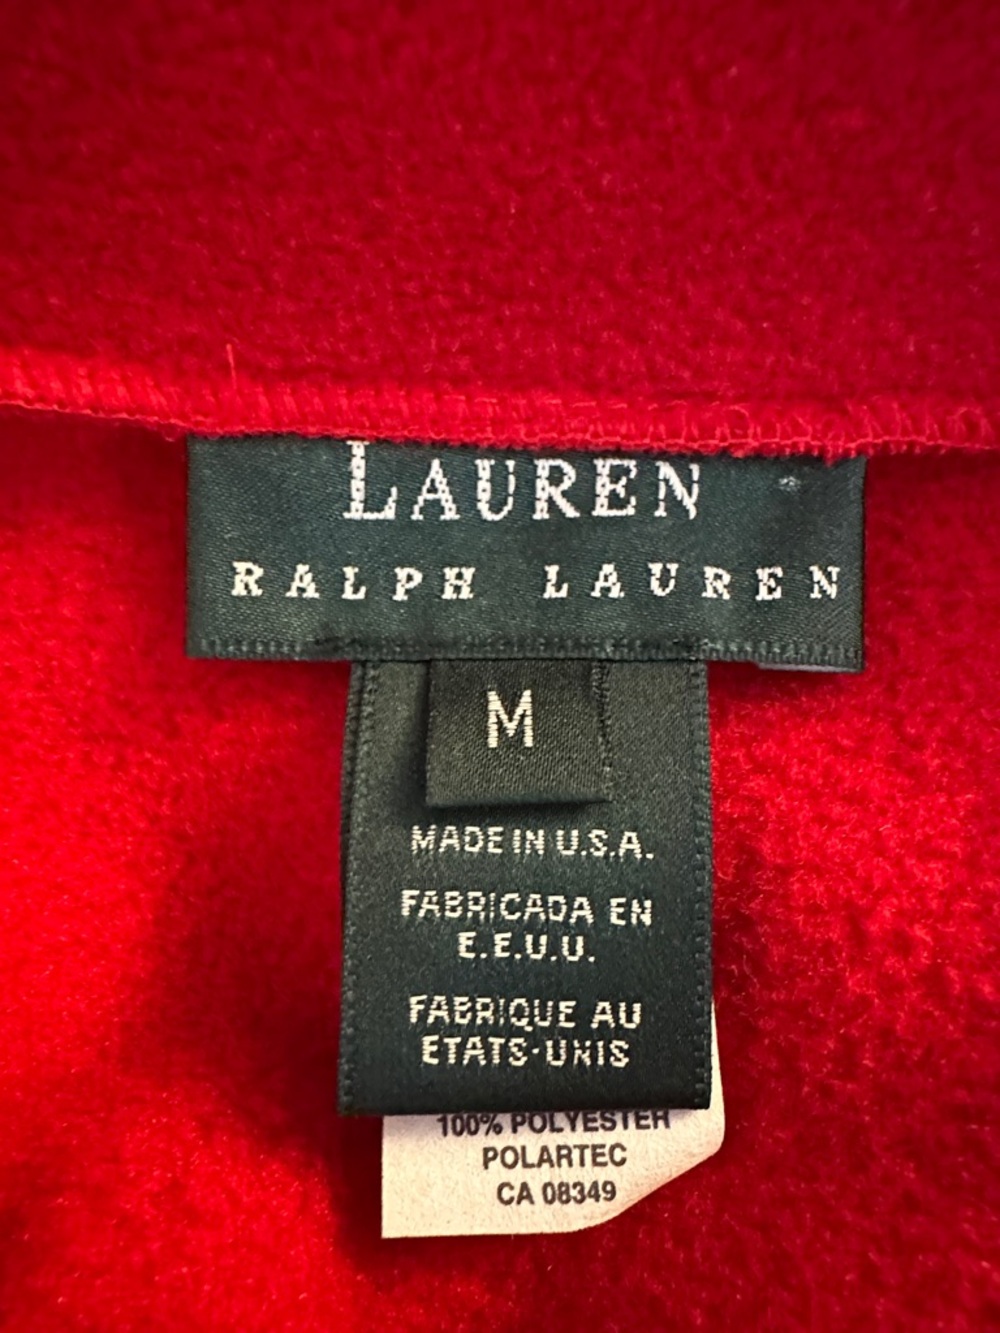 LAUREN
RALPH LAUREN
M
MADE IN U.S.A.
FABRICADA EN
E.E.U.U.
FABRIQUE AU
ETATS-UNIS
100% POLYESTER
POLARTEC
CA 08349